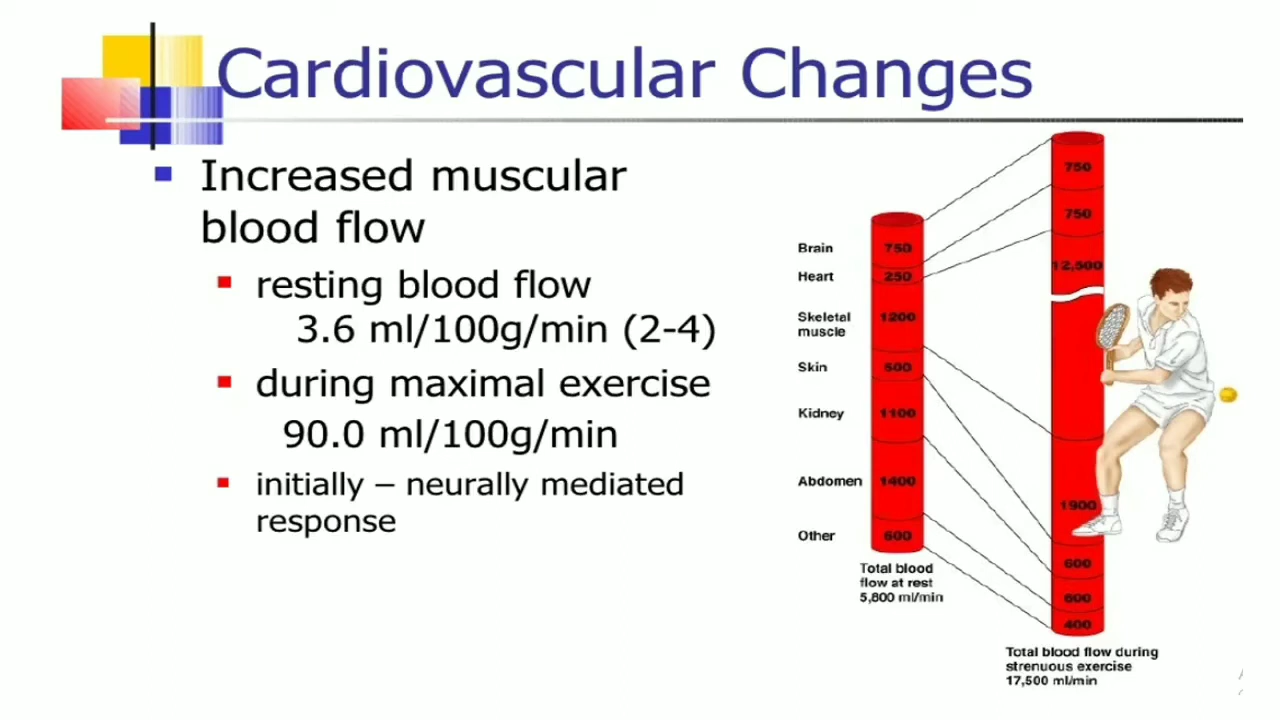 Cardiovascular Changes
Increased muscular
blood flow
resting blood flow
3.6 ml/100g/min (2-4)
during maximal exercise
90.0 ml/100g/min
initially – neurally mediated
response
Brain
750
Heart
250
Skeletal
muscle
1200
Skin
Kidney
1100
Abdomen
1400
Other
600
Total blood
flow at rest
5,800 ml/min
750
750
12,500
1900
600
400
Total blood flow during
strenuous exercise
17,500 ml/min